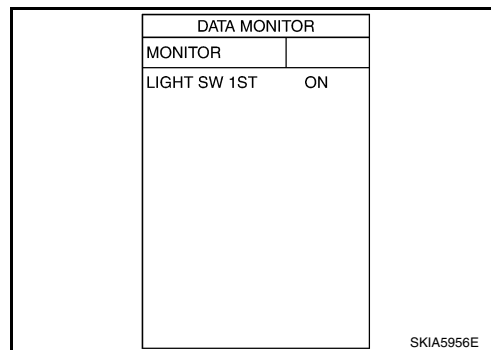 DATA MONITOR
MONITOR
LIGHT SW 1ST ON
SKIA5956E